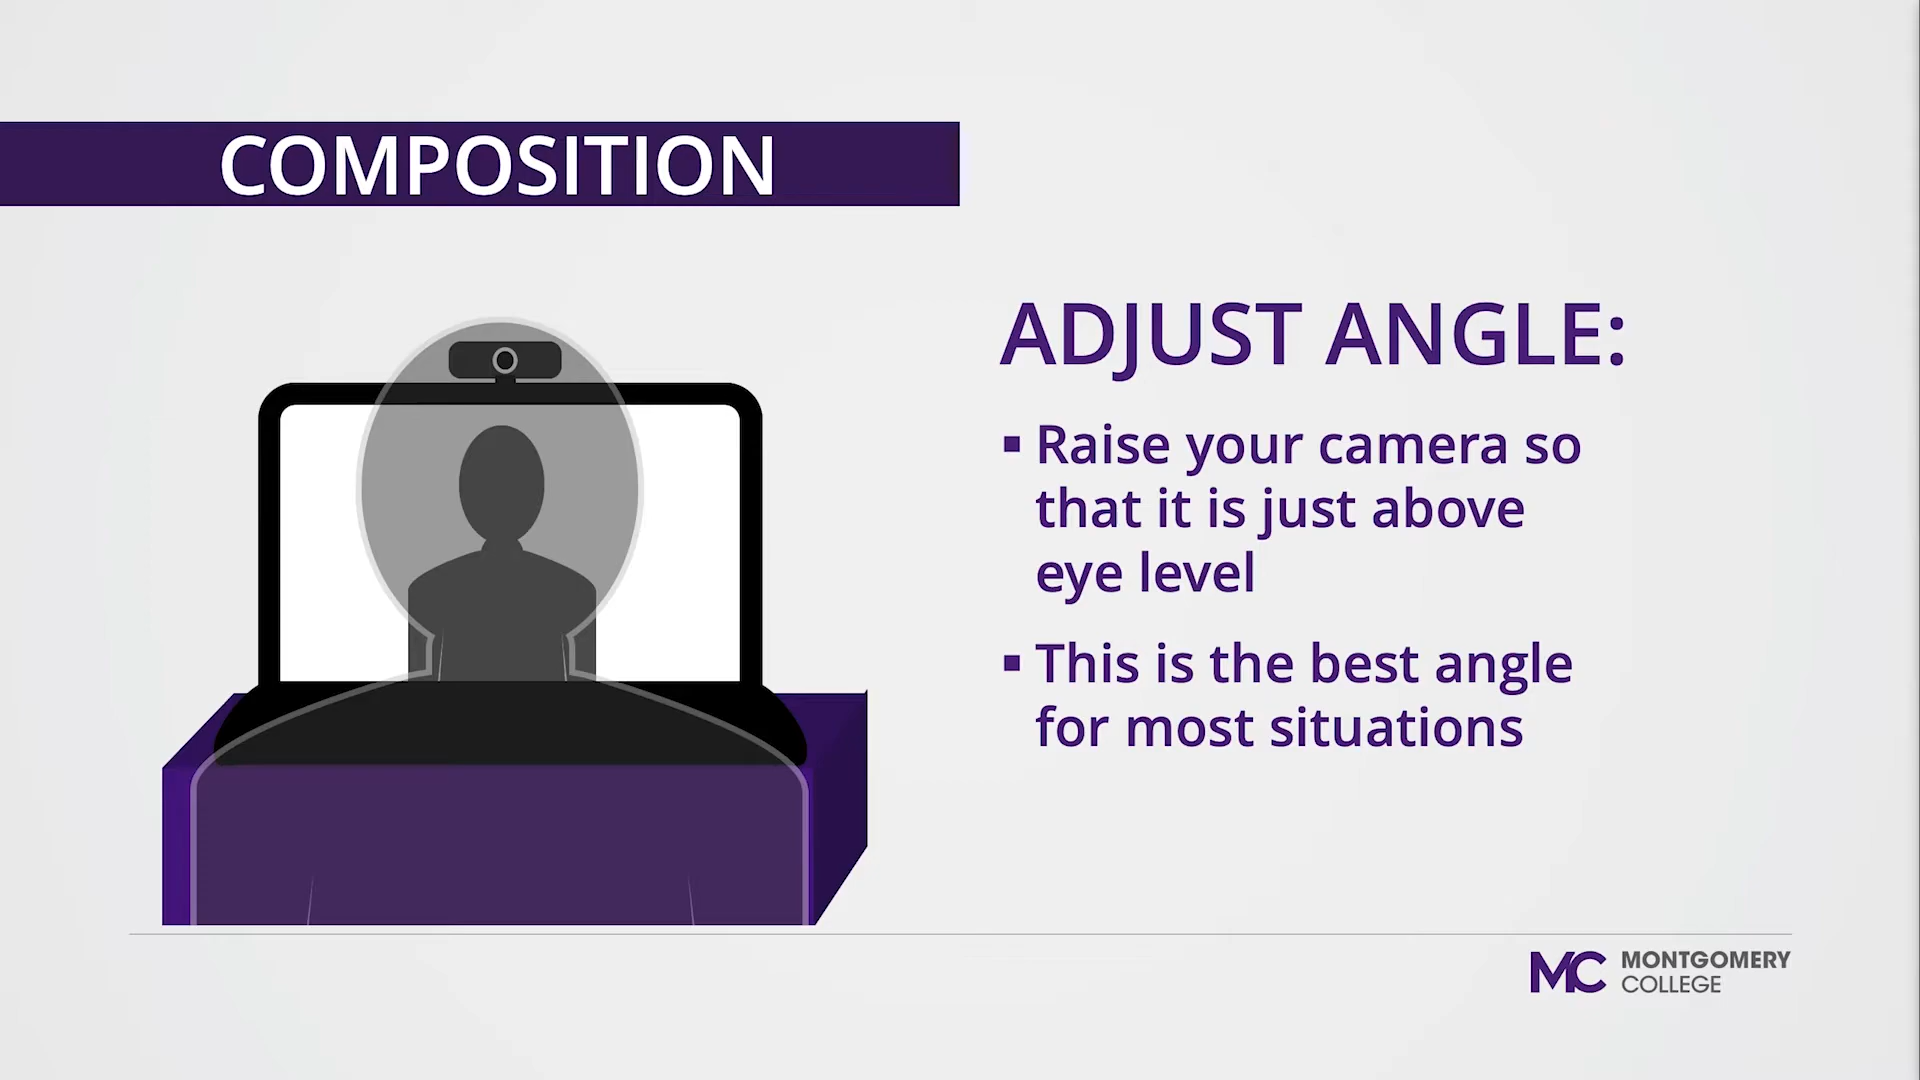 COMPOSITION
ADJUST ANGLE:
▪ Raise your camera so
that it is just above
eye level
▪ This is the best angle
for most situations
MC MONTGOMERY
COLLEGE